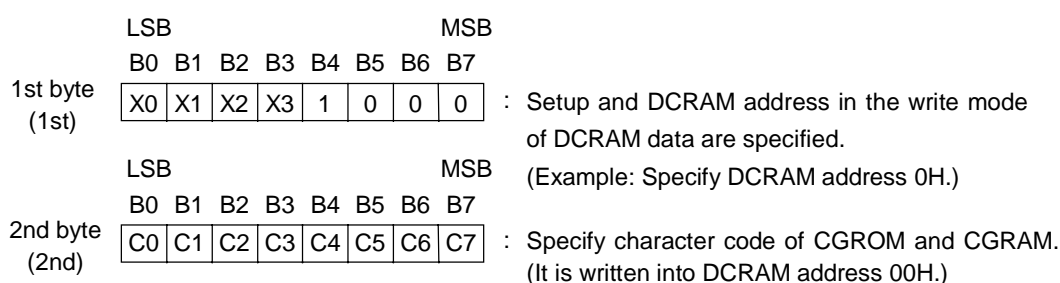 LSB MSB
B0 B1 B2 B3 B4 B5 B6 B7
1st byte
(1st)
X0 X1 X2 X3 1 0 0 0
: Setup and DCRAM address in the write mode
of DCRAM data are specified.
(Example: Specify DCRAM address 0H.)
LSB MSB
B0 B1 B2 B3 B4 B5 B6 B7
2nd byte
(2nd)
C0 C1 C2 C3 C4 C5 C6 C7
: Specify character code of CGROM and CGRAM.
(It is written into DCRAM address 00H.)